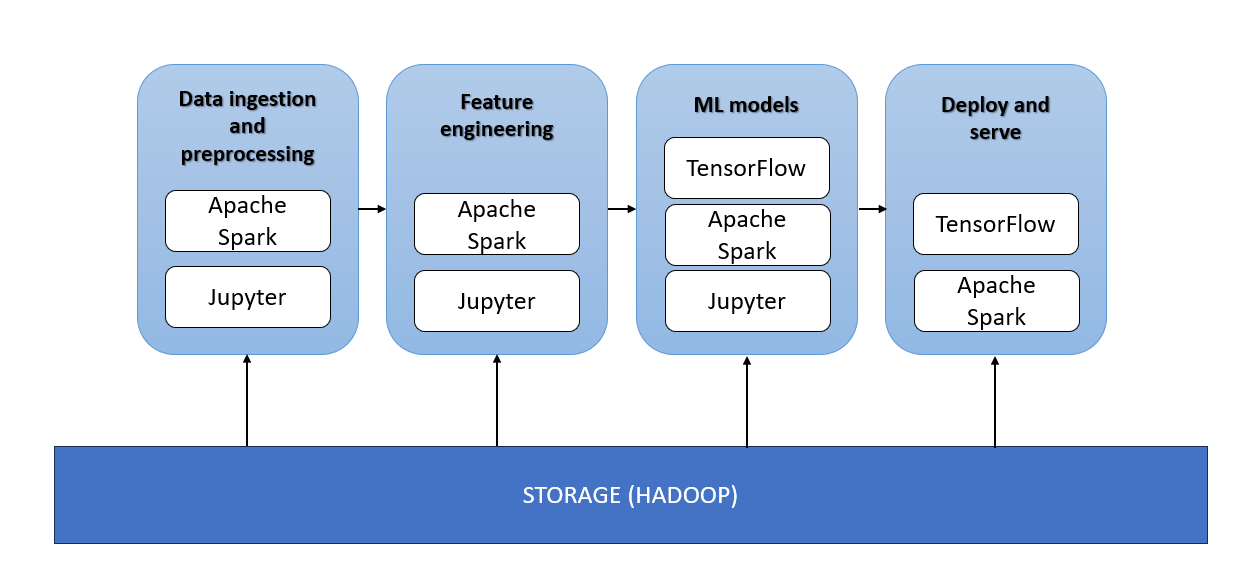 Data ingestion
and
preprocessing
Apache
Spark
Jupyter
Feature
engineering
Apache
Spark
Jupyter
ML models
TensorFlow
Apache
Spark
Jupyter
Deploy and
serve
TensorFlow
Apache
Spark
STORAGE (HADOOP)